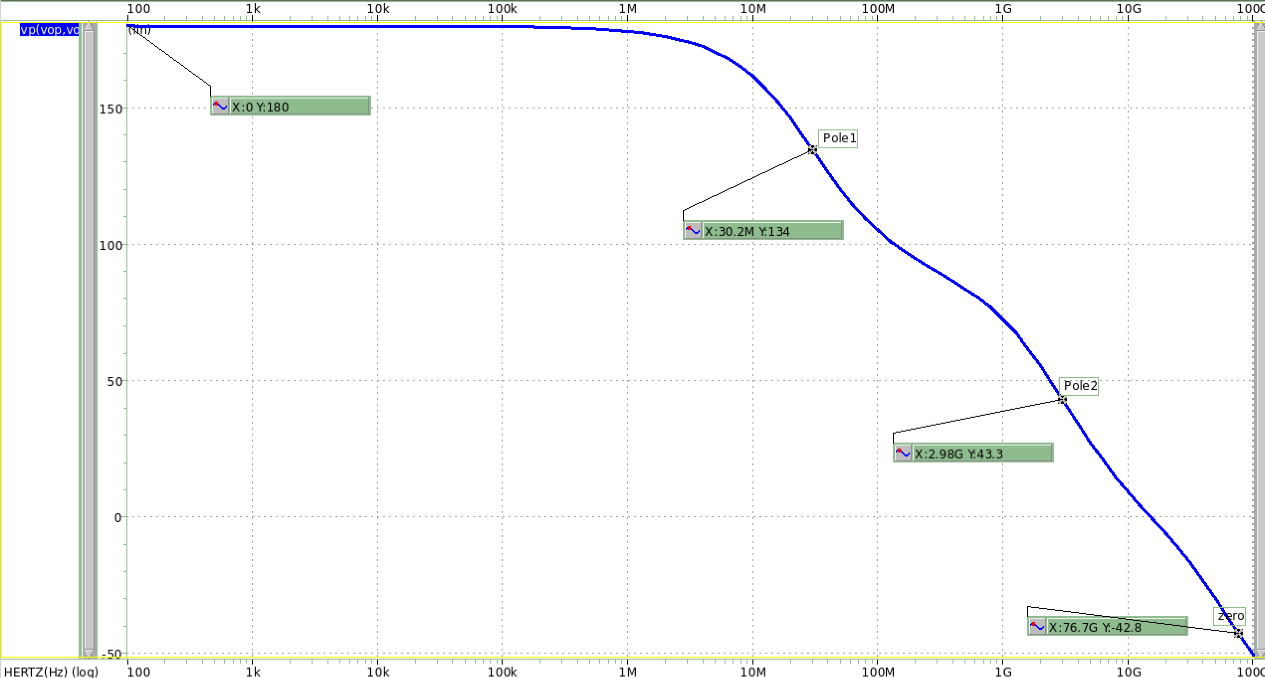 100 1k 10k 100k 1M 10M 100M 1G 10G 100G
vp(vop,vo
(lin)
X:0 Y:180
150
Pole1
X:30.2M Y:134
100
Pole2
50
X:2.98G Y:43.3
0
zero
X:76.7G Y:-42.8
-50
HERTZ(Hz) (log) 100 1k 10k 100k 1M 10M 100M 1G 10G 100G